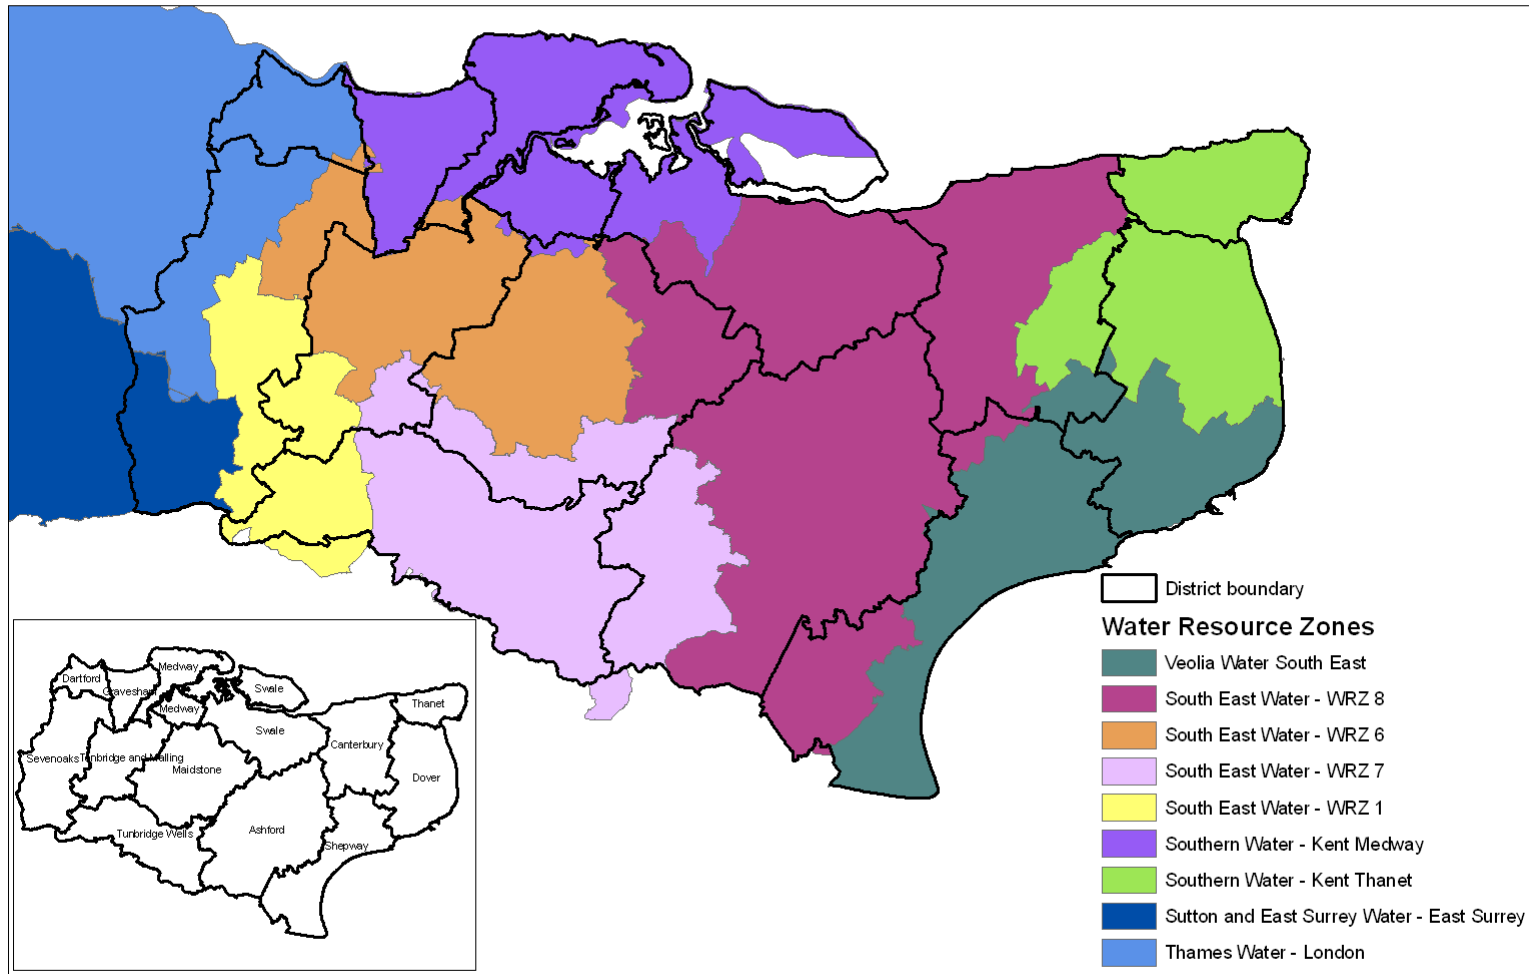 District boundary
Water Resource Zones
Veolia Water South East
South East Water - WRZ 8
South East Water - WRZ 6
South East Water - WRZ 7
South East Water - WRZ 1
Southern Water - Kent Medway
Southern Water - Kent Thanet
Sutton and East Surrey Water - East Surrey
Thames Water - London
Medway
Dartford
Gravesham
Swale
Medway
Thanet
Swale
Canterbury
Sevenoaks
Tonbridge and Malling
Maidstone
Dover
Tunbridge Wells
Ashford
Shepway